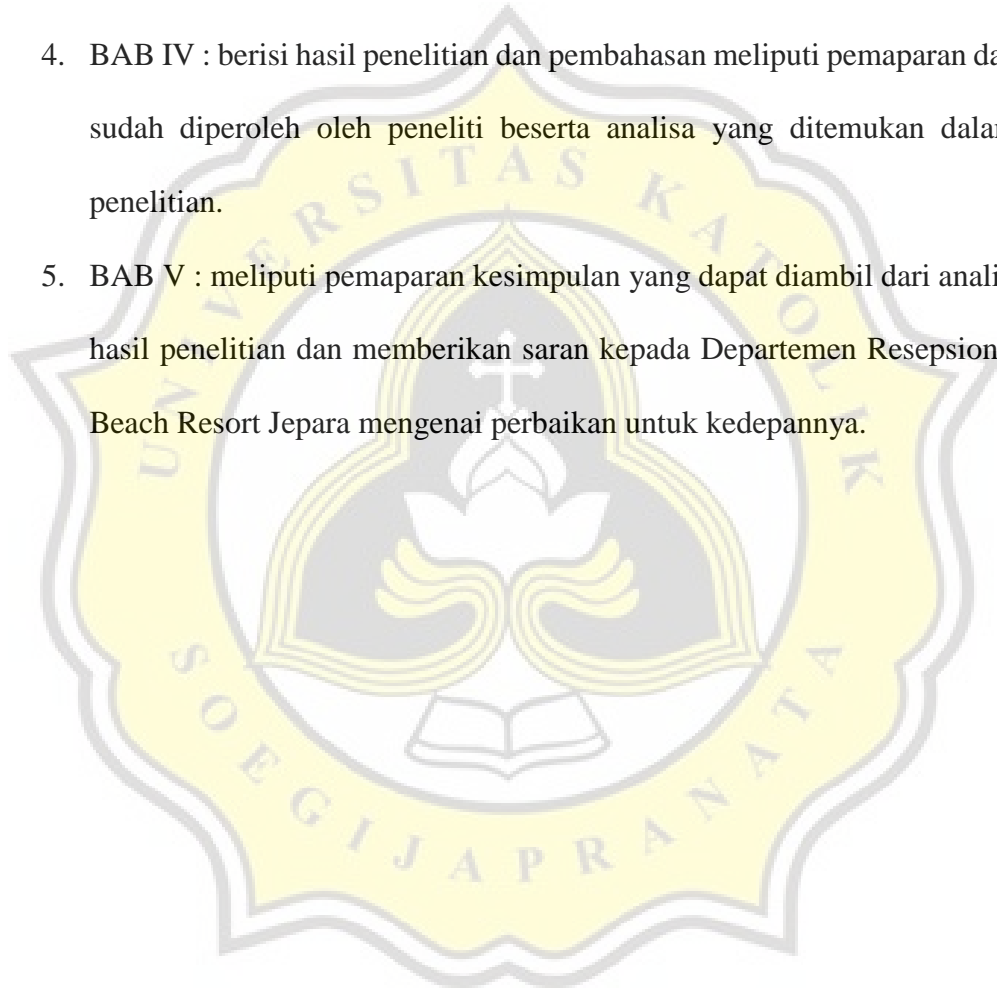 4. BAB IV : berisi hasil penelitian dan pembahasan meliputi pemaparan da
sudah diperoleh oleh peneliti beserta analisa yang ditemukan dalam
penelitian.
5. BAB V : meliputi pemaparan kesimpulan yang dapat diambil dari anali
hasil penelitian dan memberikan saran kepada Departemen Resepsion
Beach Resort Jepara mengenai perbaikan untuk kedepannya.
UNIVERSITAS KATOLIK
SOEGIJAPRANATA